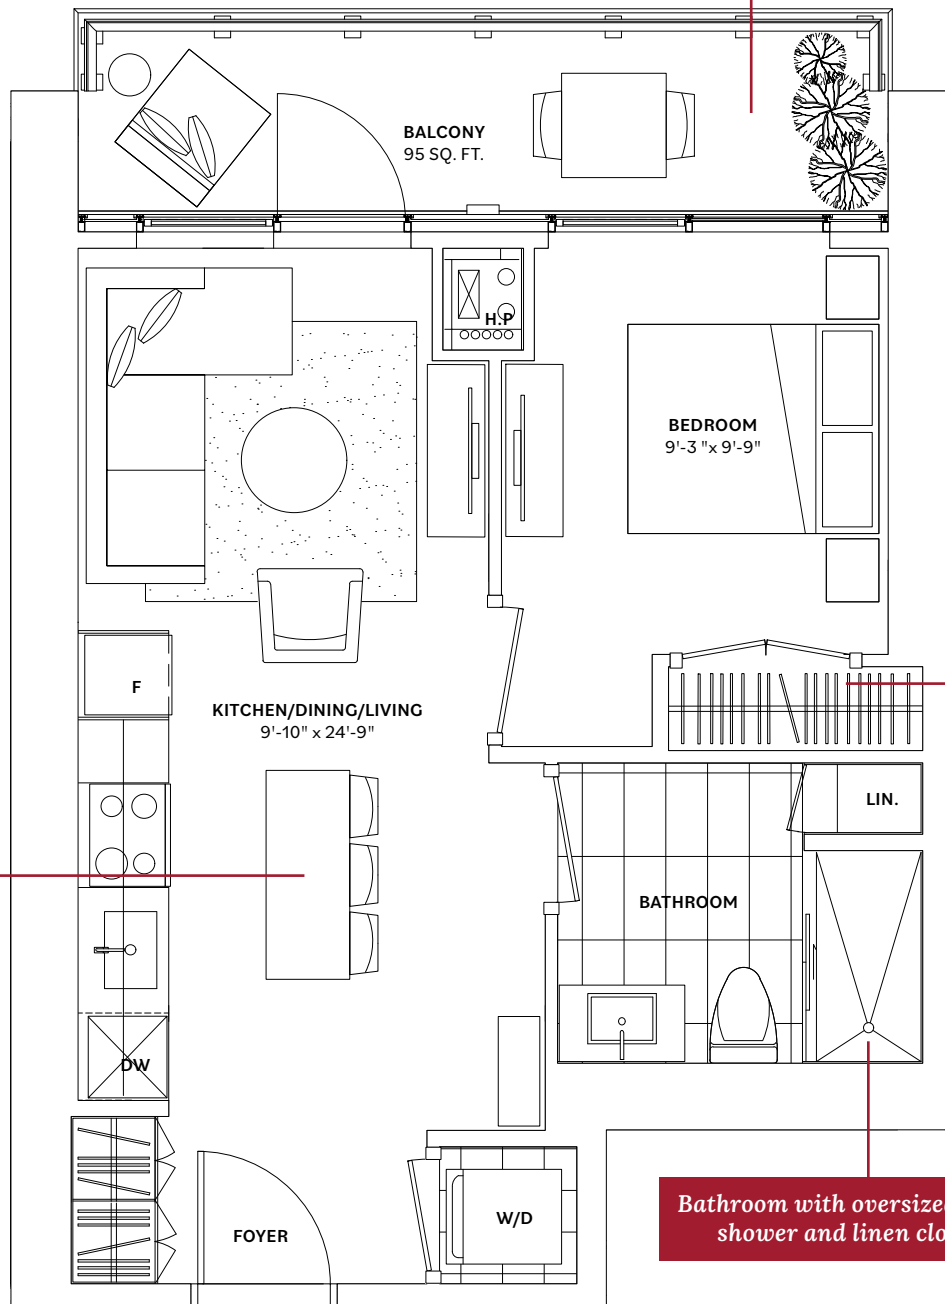 BALCONY
95 SQ. FT.
H.P
BEDROOM
9'-3 "x 9'-9"
F
KITCHEN/DINING/LIVING
9'-10" x 24'-9"
LIN.
BATHROOM
DW
W/D
FOYER
Bathroom with oversized
shower and linen clo